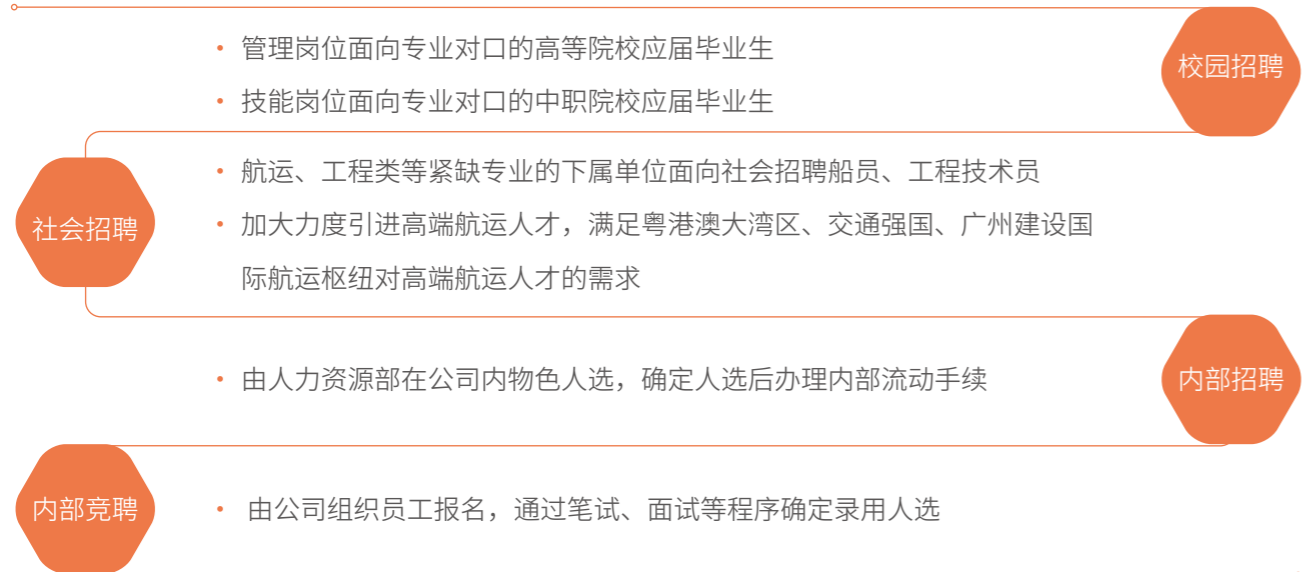 • 管理岗位面向专业对口的高等院校应届毕业生
• 技能岗位面向专业对口的中职院校应届毕业生
校园招聘
社会招聘
• 航运、工程类等紧缺专业的下属单位面向社会招聘船员、工程技术员
• 加大力度引进高端航运人才，满足粤港澳大湾区、交通强国、广州建设国
际航运枢纽对高端航运人才的需求
• 由人力资源部在公司内物色人选，确定人选后办理内部流动手续
内部招聘
内部竞聘
• 由公司组织员工报名，通过笔试、面试等程序确定录用人选